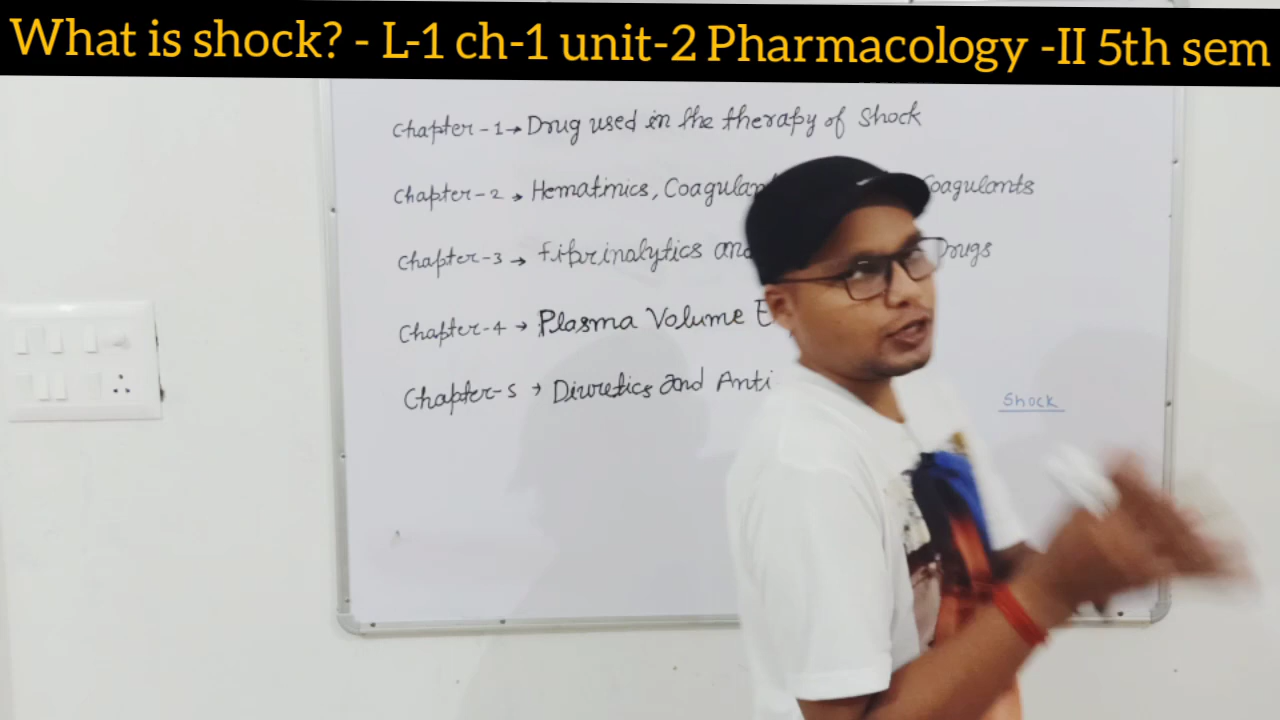 What is shock? - L-1 ch-1 unit-2 Pharmacology -II 5th sem
Chapter-1→ Drug used in the therapy of Shock
Chapter-2 → Hematinics, Coagulan Coagulants
Chapter-3 → fibrinalytics and Drugs
Chapter-4 → Plasma Volume E
Chapter-5 → Diuretics and Anti
Shock